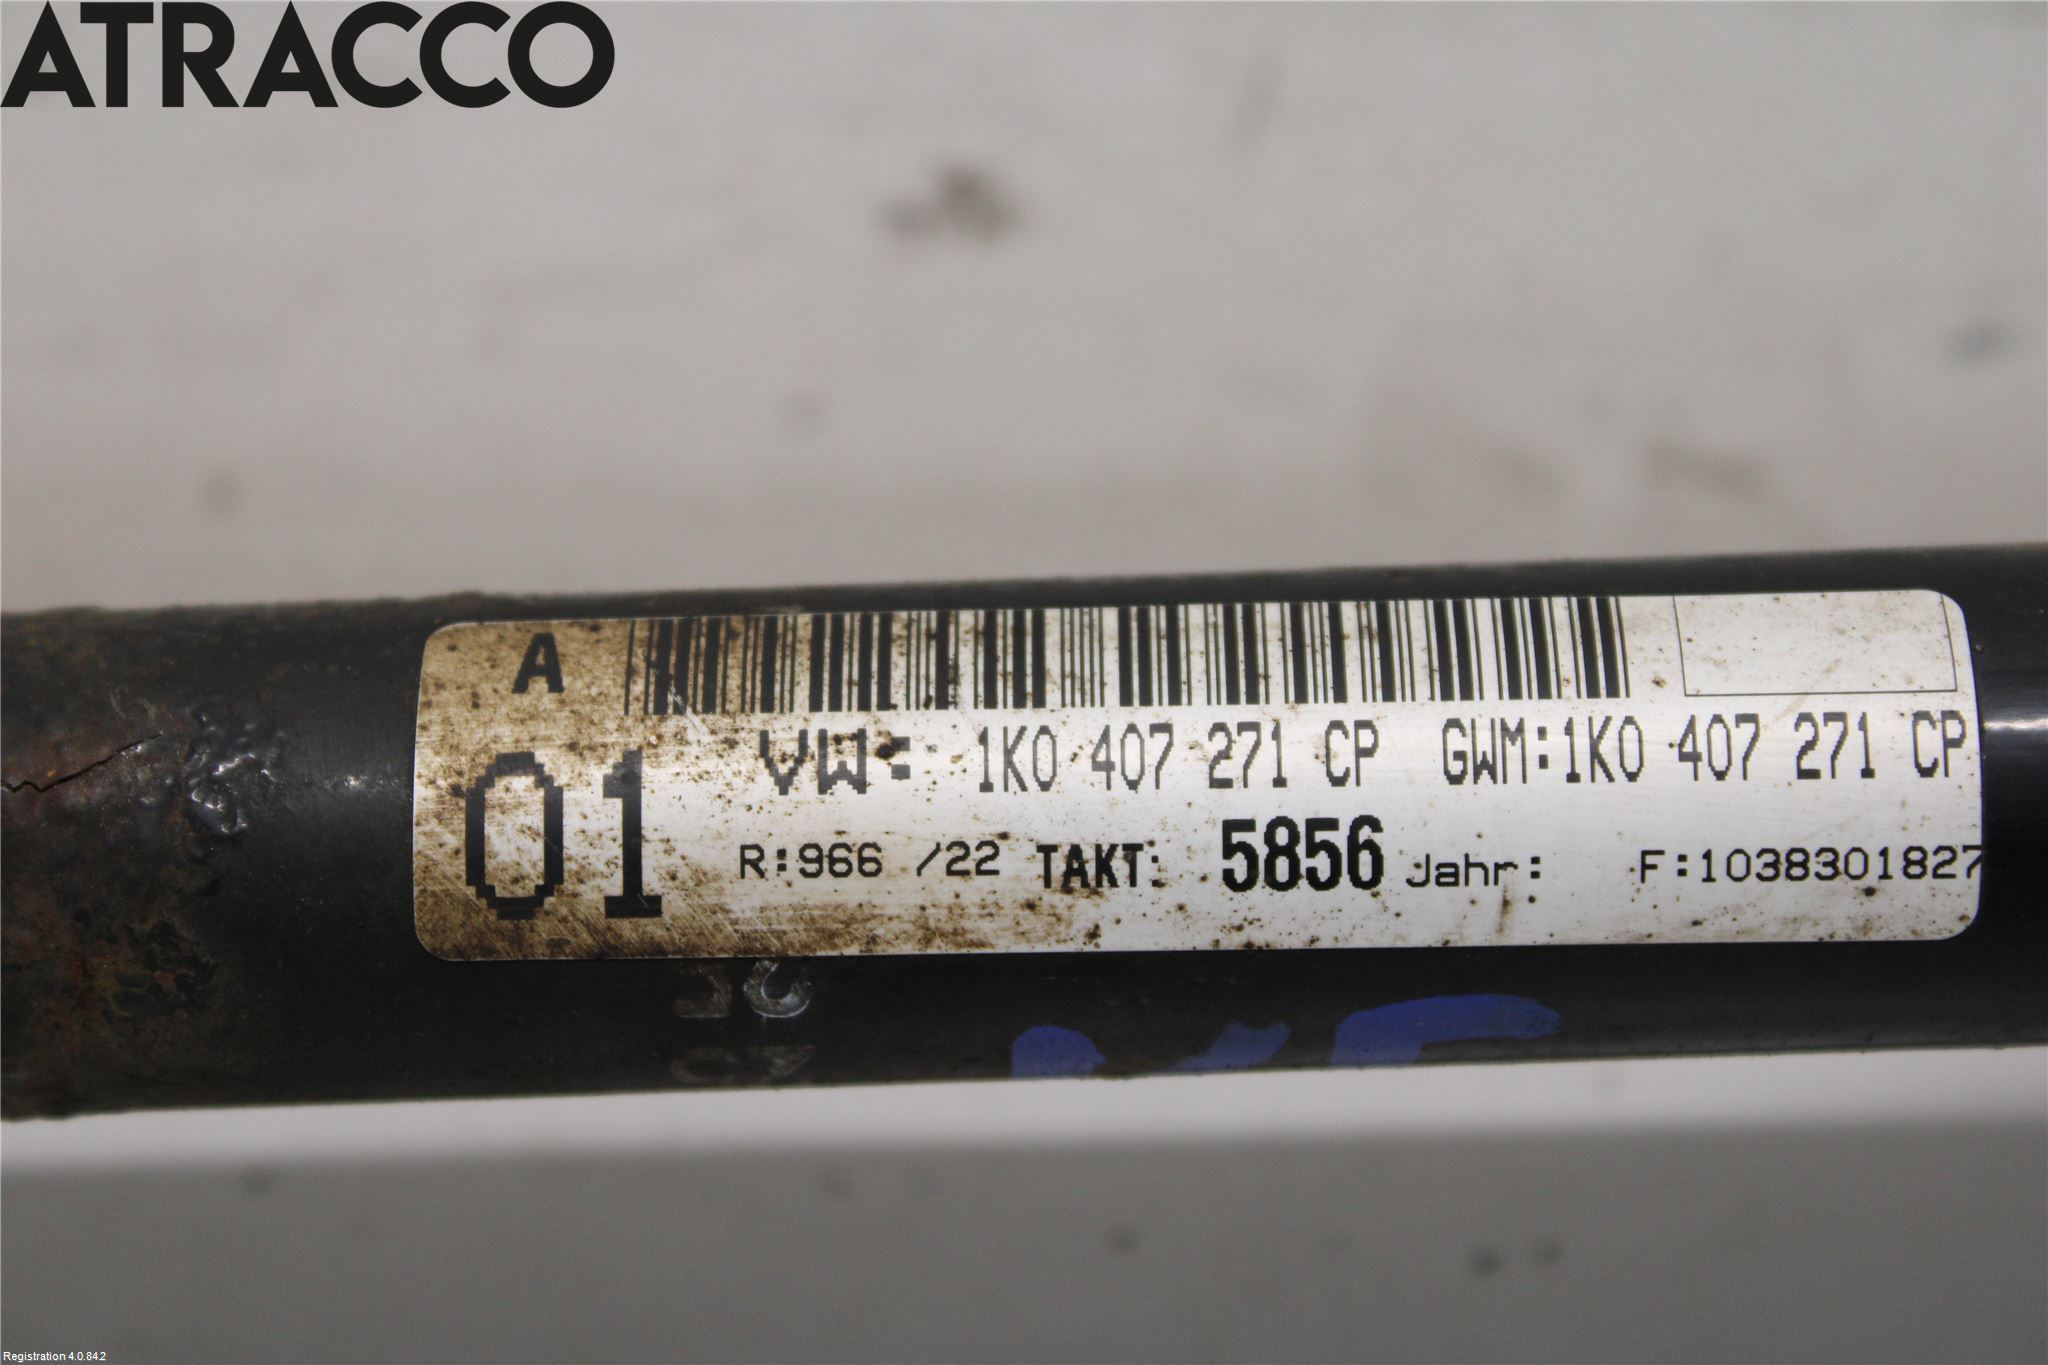 ATRACCO
A
01
VW: 1K0 407 271 CP GWM:1K0 407 271 CP
R:966 /22 TAKT: 5856 Jahr: F:1038301827
Registration 4.0.84.2